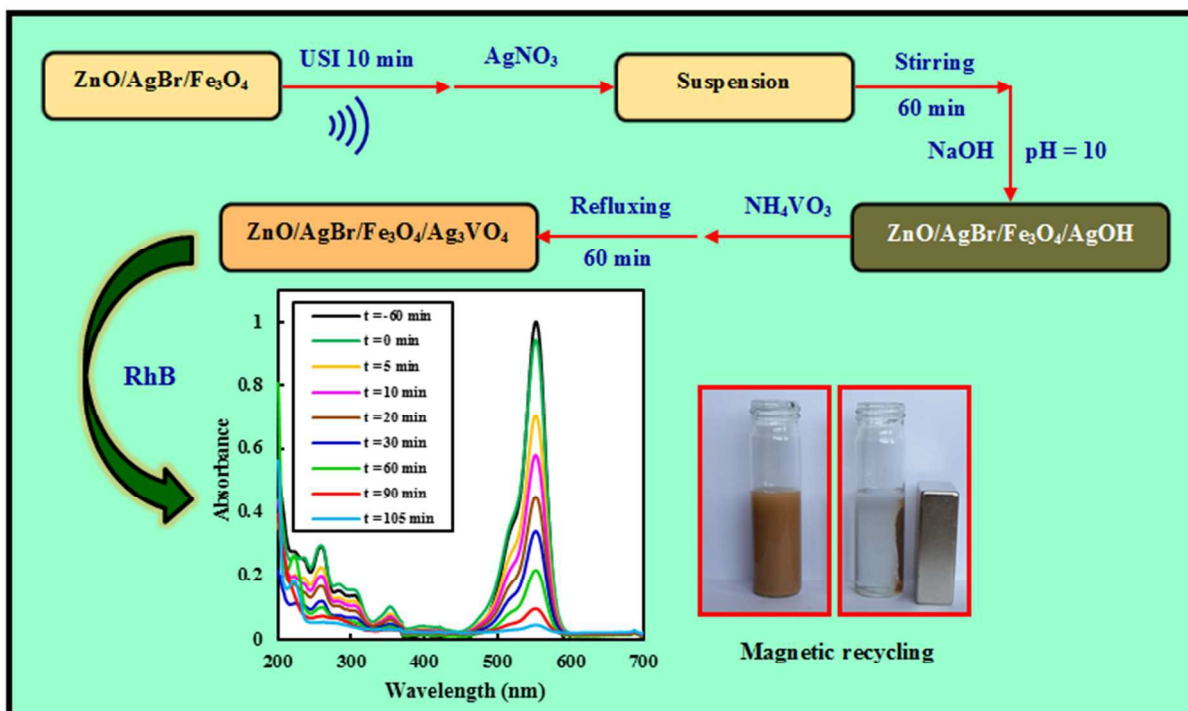 ZnO/AgBr/Fe₃O₄
USI 10 min
AgNO₃
Suspension
Stirring
60 min
NaOH
pH = 10
ZnO/AgBr/Fe₃O₄/AgOH
NH₄VO₃
Refluxing
60 min
ZnO/AgBr/Fe₃O₄/Ag₃VO₄
RhB
t = -60 min
t = 0 min
t = 5 min
t = 10 min
t = 20 min
t = 30 min
t = 60 min
t = 90 min
t = 105 min
Absorbance
1
0.8
0.6
0.4
0.2
0
200 300 400 500 600 700
Wavelength (nm)
Magnetic recycling